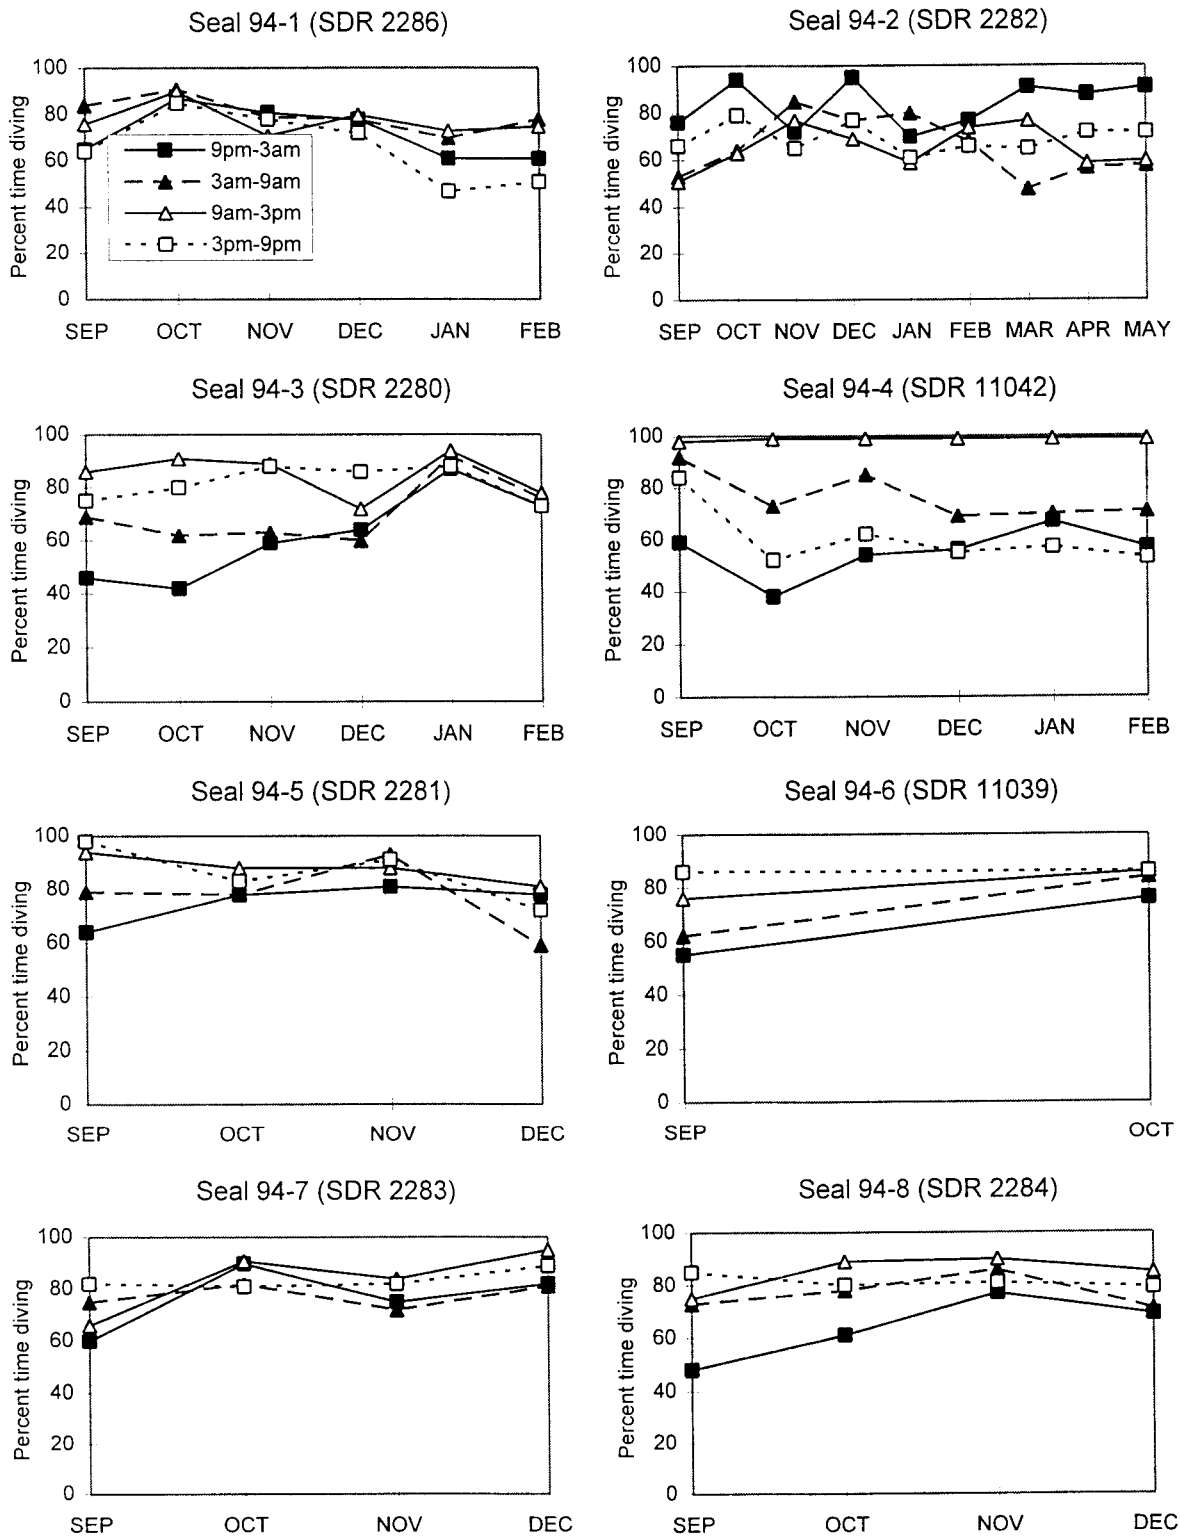 Seal 94-1 (SDR 2286)
Percent time diving
100
80
60
40
20
0
9pm-3am
3am-9am
9am-3pm
3pm-9pm
SEP OCT NOV DEC JAN FEB
Seal 94-2 (SDR 2282)
Percent time diving
100
80
60
40
20
0
SEP OCT NOV DEC JAN FEB MAR APR MAY
Seal 94-3 (SDR 2280)
Percent time diving
100
80
60
40
20
0
SEP OCT NOV DEC JAN FEB
Seal 94-4 (SDR 11042)
Percent time diving
100
80
60
40
20
0
SEP OCT NOV DEC JAN FEB
Seal 94-5 (SDR 2281)
Percent time diving
100
80
60
40
20
0
SEP OCT NOV DEC
Seal 94-6 (SDR 11039)
Percent time diving
100
80
60
40
20
0
SEP OCT
Seal 94-7 (SDR 2283)
Percent time diving
100
80
60
40
20
0
SEP OCT NOV DEC
Seal 94-8 (SDR 2284)
Percent time diving
100
80
60
40
20
0
SEP OCT NOV DEC